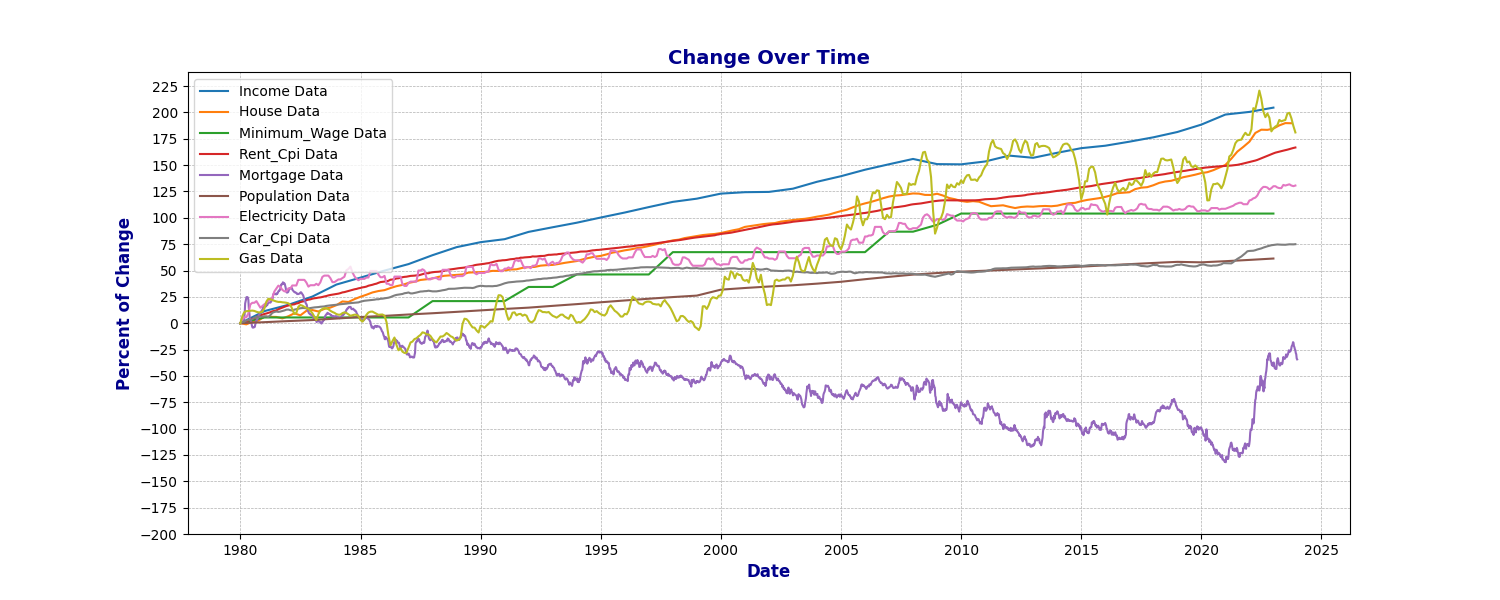 Change Over Time
Percent of Change
225
200
175
150
125
100
75
50
25
0
−25
−50
−75
−100
−125
−150
−175
−200
Income Data
House Data
Minimum_Wage Data
Rent_Cpi Data
Mortgage Data
Population Data
Electricity Data
Car_Cpi Data
Gas Data
1980 1985 1990 1995 2000 2005 2010 2015 2020 2025
Date